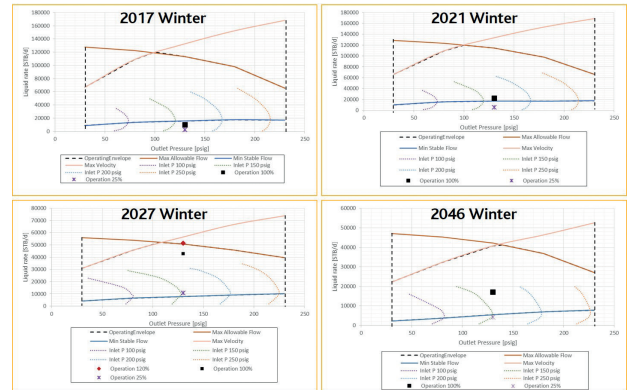 2017 Winter
180000
160000
140000
120000
100000
80000
60000
40000
20000
0
Liquid rate [STB/d]
0 50 100 150 200 250
Outlet Pressure [psig]
OperatingEnvelope Max Allowable Flow Min Stable Flow
Max Velocity Inlet P 100 psig Inlet P 150 psig
Inlet P 200 psig Inlet P 250 psig Operation 100%
Operation 25%
2021 Winter
180000
160000
140000
120000
100000
80000
60000
40000
20000
0
Liquid rate [STB/d]
0 50 100 150 200 250
Outlet Pressure [psig]
OperatingEnvelope Max Allowable Flow
Min Stable Flow Max Velocity
Inlet P 100 psig Inlet P 150 psig
Inlet P 200 psig Inlet P 250 psig
Operation 100% Operation 25%
2027 Winter
80000
70000
60000
50000
40000
30000
20000
10000
0
Liquid rate [STB/d]
0 50 100 150 200 250
Outlet Pressure [psig]
OperatingEnvelope Max Allowable Flow
Min Stable Flow Max Velocity
Inlet P 100 psig Inlet P 150 psig
Inlet P 200 psig Inlet P 250 psig
Operation 120% Operation 100%
Operation 25%
2046 Winter
60000
50000
40000
30000
20000
10000
0
Liquid rate [STB/d]
0 50 100 150 200 250
Outlet Pressure [psig]
OperatingEnvelope Max Allowable Flow
Min Stable Flow Max Velocity
Inlet P 100 psig Inlet P 150 psig
Inlet P 200 psig Inlet P 250 psig
Operation 100% Operation 25%